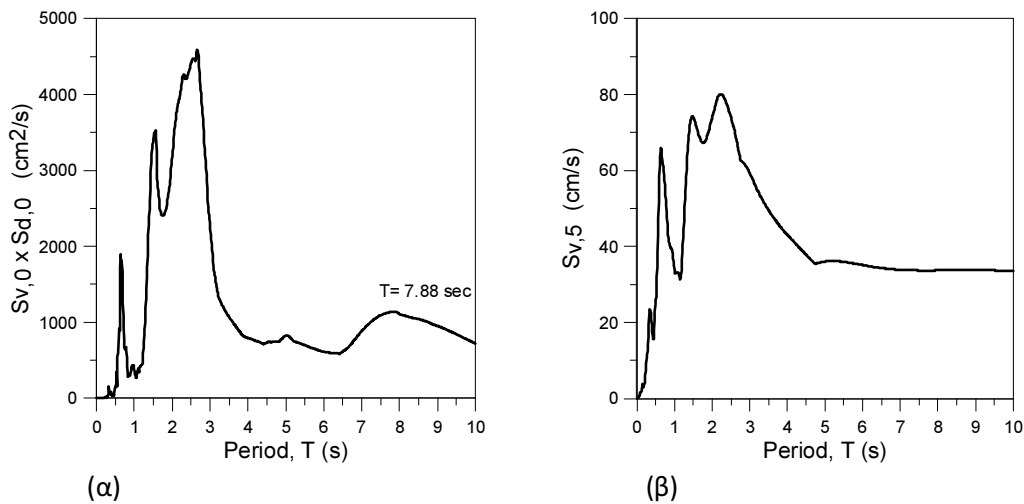 5000
4000
3000
2000
1000
0
Sv,0 x Sd,0 (cm2/s)
T= 7.88 sec
0 1 2 3 4 5 6 7 8 9 10
Period, T (s)
(α)
100
80
60
40
20
0
Sv,5 (cm/s)
0 1 2 3 4 5 6 7 8 9 10
Period, T (s)
(β)